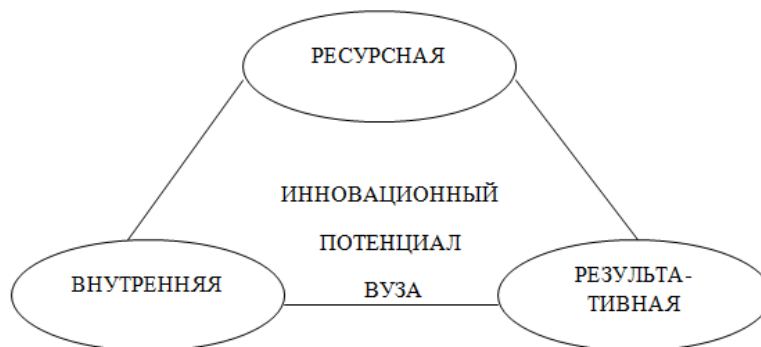 РЕСУРСНАЯ
ИННОВАЦИОННЫЙ
ПОТЕНЦИАЛ
ВУЗА
ВНУТРЕННЯЯ
РЕЗУЛЬТА-
ТИВНАЯ